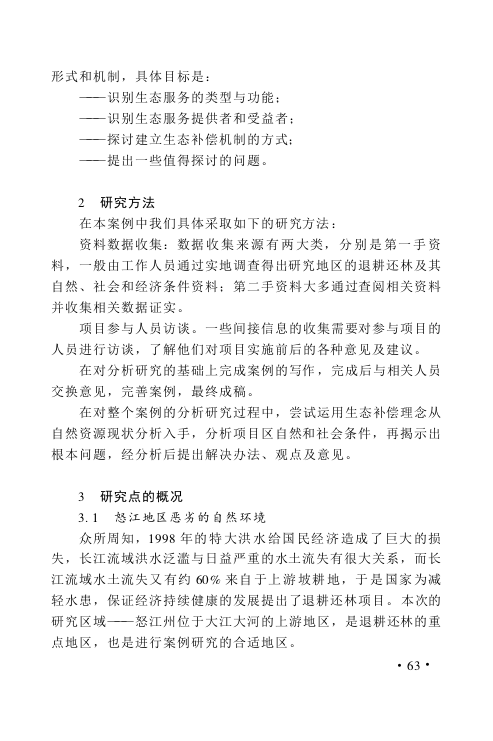 形式和机制，具体目标是：
——识别生态服务的类型与功能；
——识别生态服务提供者和受益者；
——探讨建立生态补偿机制的方式；
——提出一些值得探讨的问题。
2 研究方法
在本案例中我们具体采取如下的研究方法：
资料数据收集：数据收集来源有两大类，分别是第一手资
料，一般由工作人员通过实地调查得出研究地区的退耕还林及其
自然、社会和经济条件资料；第二手资料大多通过查阅相关资料
并收集相关数据证实。
项目参与人员访谈。一些间接信息的收集需要对参与项目的
人员进行访谈，了解他们对项目实施前后的各种意见及建议。
在对分析研究的基础上完成案例的写作，完成后与相关人员
交换意见，完善案例，最终成稿。
在对整个案例的分析研究过程中，尝试运用生态补偿理念从
自然资源现状分析入手，分析项目区自然和社会条件，再揭示出
根本问题，经分析后提出解决办法、观点及意见。
3 研究点的概况
3.1 怒江地区恶劣的自然环境
众所周知，1998 年的特大洪水给国民经济造成了巨大的损
失，长江流域洪水泛滥与日益严重的水土流失有很大关系，而长
江流域水土流失又有约 60% 来自于上游坡耕地，于是国家为减
轻水患，保证经济持续健康的发展提出了退耕还林项目。本次的
研究区域——怒江州位于大江大河的上游地区，是退耕还林的重
点地区，也是进行案例研究的合适地区。
· 63 ·